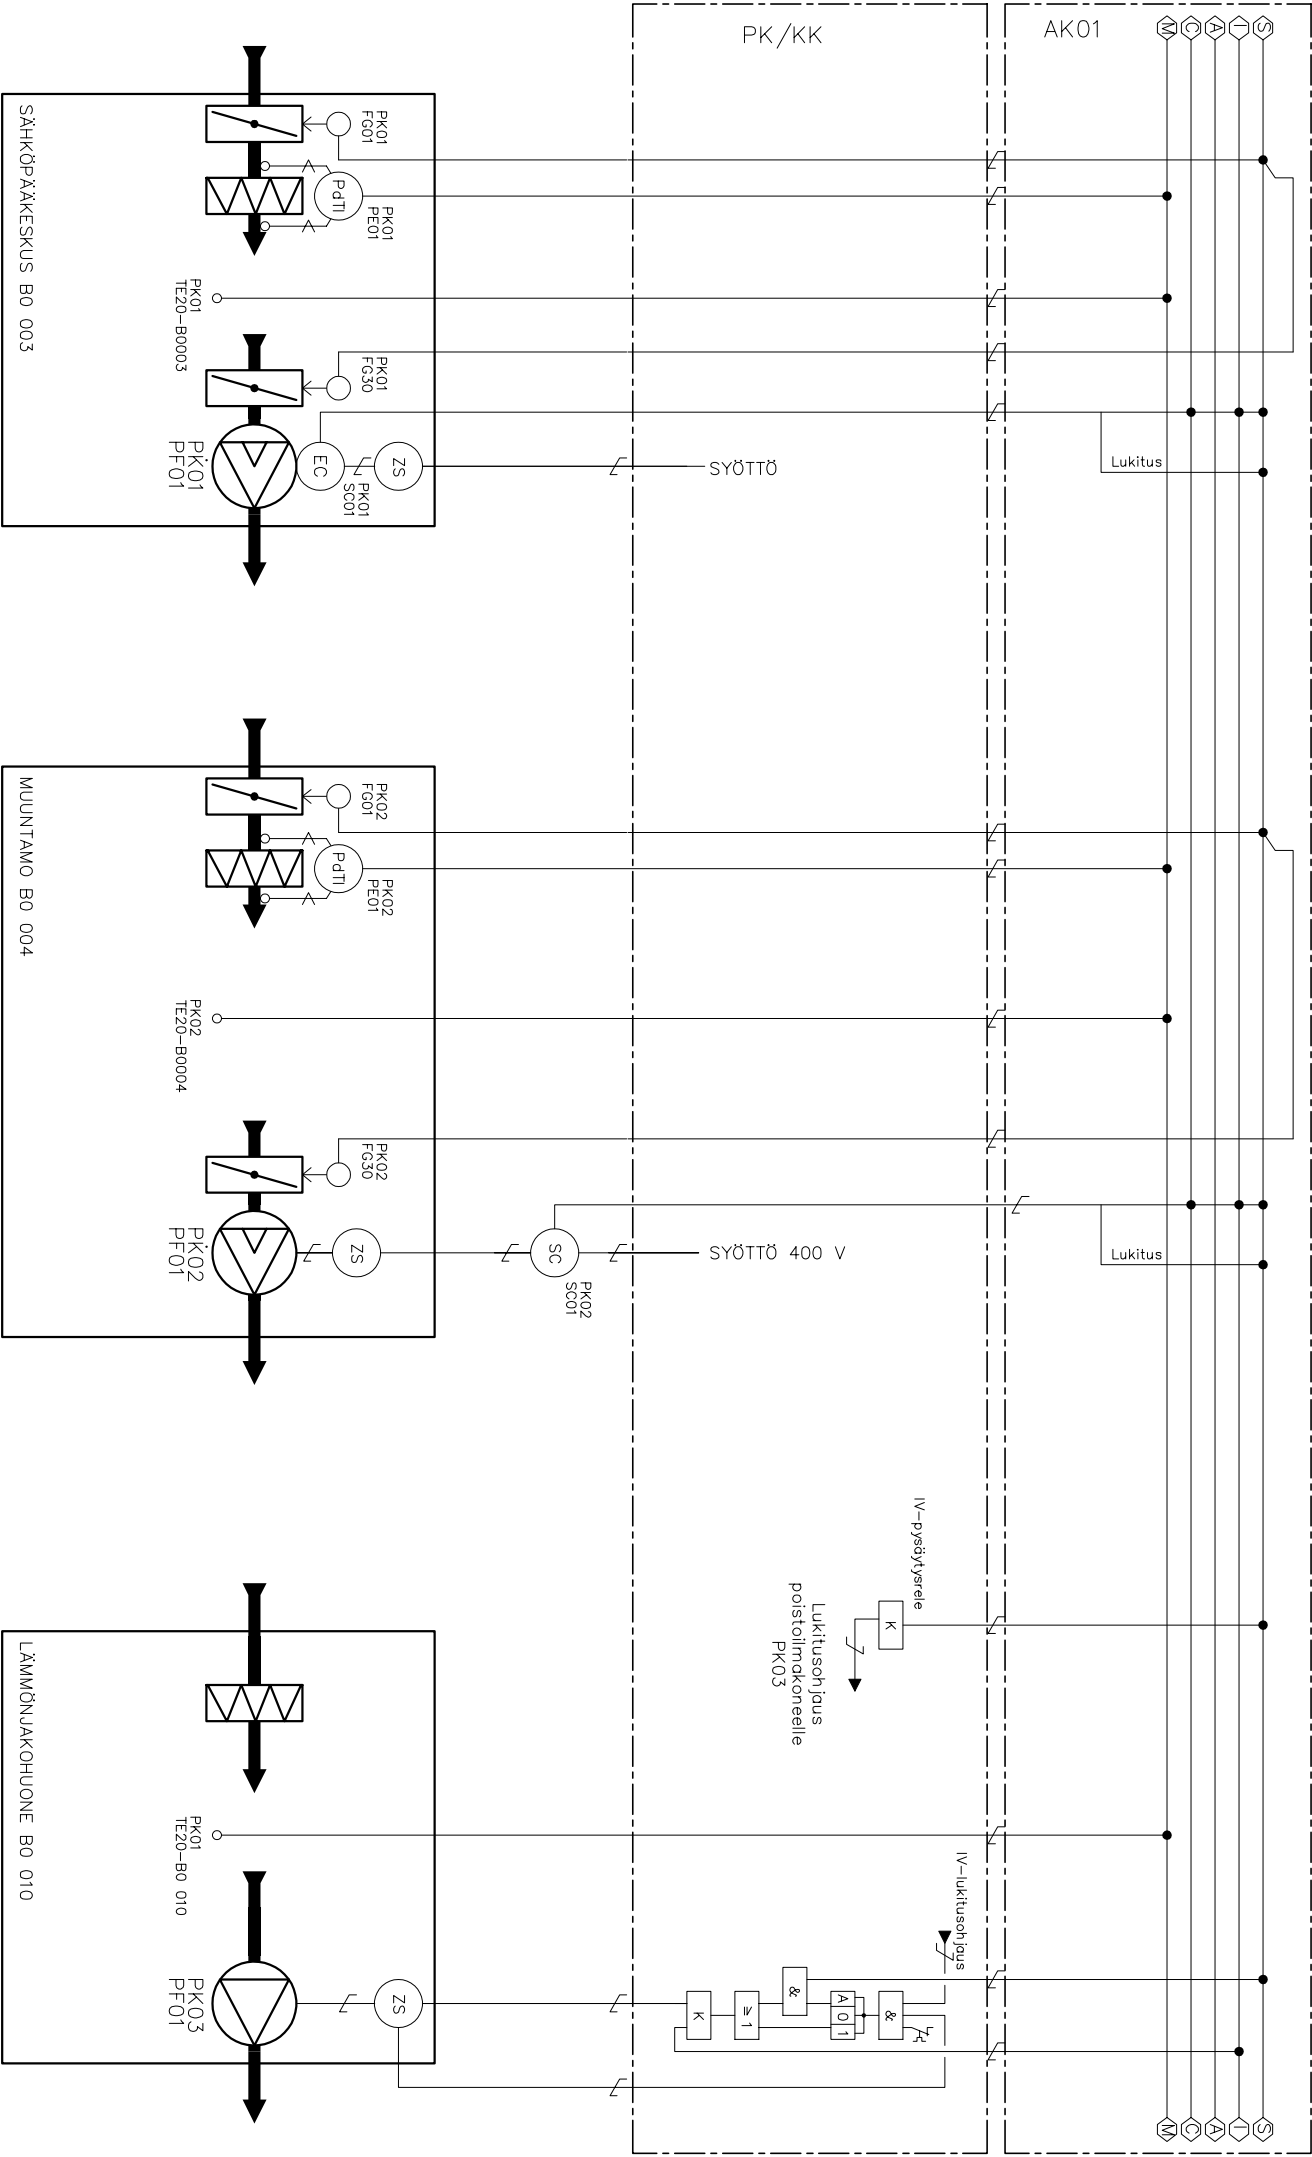 PK/KK
AK01
M
C
A
I
S
PK01
FG01
PdTI
PK01
PE01
PK01
TE20-B0003
PK01
FG30
PK01
PF01
EC
PK01
SC01
ZS
SYÖTTÖ
Lukitus
SÄHKÖPÄÄKESKUS B0 003
PK02
FG01
PdTI
PK02
PE01
PK02
TE20-B0004
PK02
FG30
PK02
PF01
ZS
SC
PK02
SC01
SYÖTTÖ 400 V
Lukitus
MUUNTAMO B0 004
IV-pysäytysrele
K
Lukitusohjaus
poistoilmakoneelle
PK03
PK01
TE20-B0 010
PK03
PF01
ZS
IV-lukitusohjaus
&
A 0 1
&
≥1
K
LÄMMÖNJAKOHUONE B0 010
M
C
A
I
S